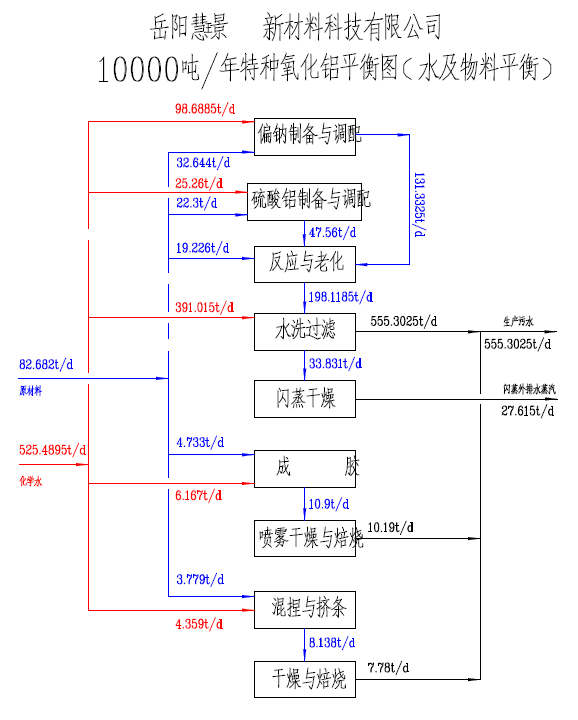 岳阳慧景 新材料科技有限公司
10000吨/年特种氧化铝平衡图(水及物料平衡)
98.6885t/d
偏钠制备与调配
32.644t/d
25.26t/d
131.3325t/d
硫酸铝制备与调配
22.3t/d
47.56t/d
19.226t/d
反应与老化
198.1185t/d
391.015t/d
水洗过滤
555.3025t/d
生产污水
555.3025t/d
33.831t/d
82.682t/d
原材料
闪蒸干燥
闪蒸外排水蒸汽
27.615t/d
4.733t/d
525.4895t/d
成 胶
化学水
6.167t/d
10.9t/d
喷雾干燥与焙烧
10.19t/d
3.779t/d
混捏与挤条
4.359t/d
8.138t/d
干燥与焙烧
7.78t/d